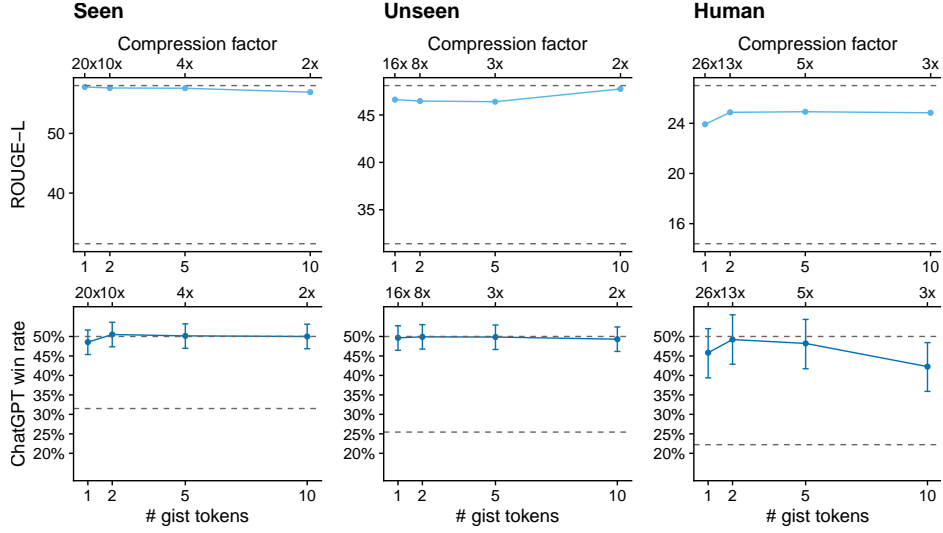 Seen
Unseen
Human
Compression factor
Compression factor
Compression factor
20x10x 4x 2x
16x 8x 3x 2x
26x13x 5x 3x
ROUGE−L
50
40
45
40
35
24
20
16
1 2 5 10
1 2 5 10
1 2 5 10
20x10x 4x 2x
16x 8x 3x 2x
26x13x 5x 3x
ChatGPT win rate
50%
45%
40%
35%
30%
25%
20%
50%
45%
40%
35%
30%
25%
20%
50%
45%
40%
35%
30%
25%
20%
1 2 5 10
1 2 5 10
1 2 5 10
# gist tokens
# gist tokens
# gist tokens